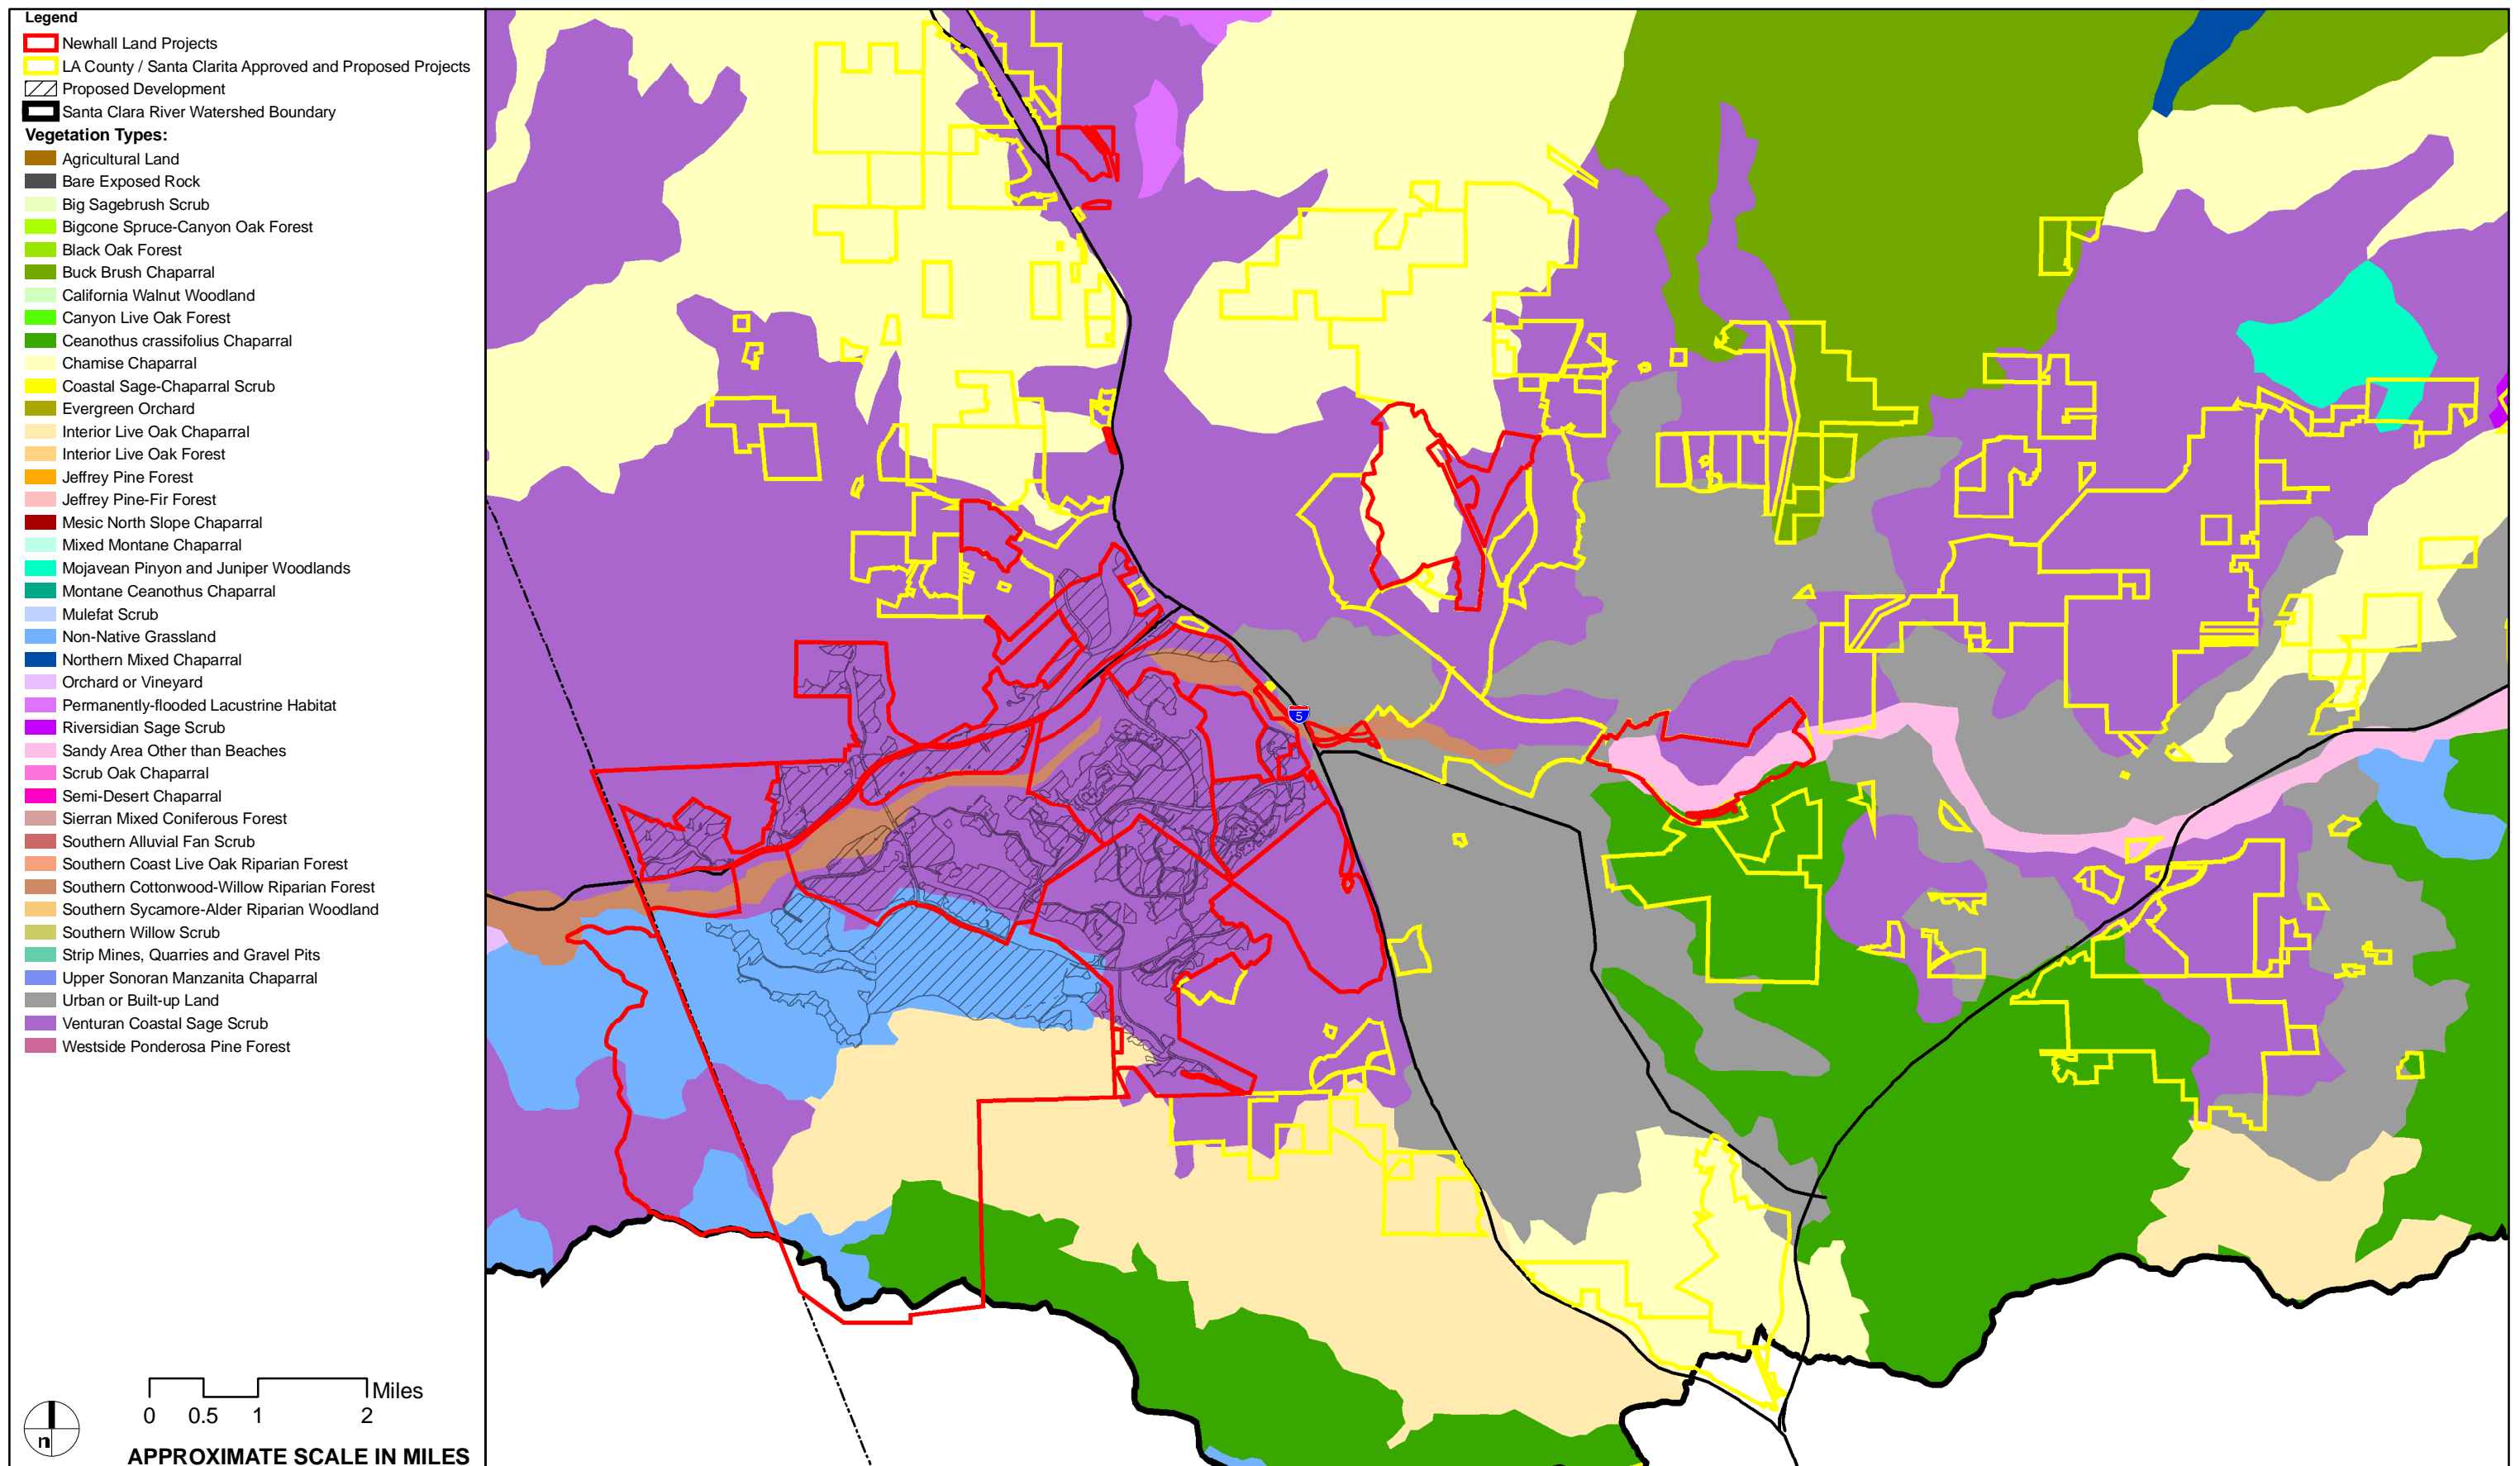 Legend
Newhall Land Projects
LA County / Santa Clarita Approved and Proposed Projects
Proposed Development
Santa Clara River Watershed Boundary
Vegetation Types:
Agricultural Land
Bare Exposed Rock
Big Sagebrush Scrub
Bigcone Spruce-Canyon Oak Forest
Black Oak Forest
Buck Brush Chaparral
California Walnut Woodland
Canyon Live Oak Forest
Ceanothus crassifolius Chaparral
Chamise Chaparral
Coastal Sage-Chaparral Scrub
Evergreen Orchard
Interior Live Oak Chaparral
Interior Live Oak Forest
Jeffrey Pine Forest
Jeffrey Pine-Fir Forest
Mesic North Slope Chaparral
Mixed Montane Chaparral
Mojavean Pinyon and Juniper Woodlands
Montane Ceanothus Chaparral
Mulefat Scrub
Non-Native Grassland
Northern Mixed Chaparral
Orchard or Vineyard
Permanently-flooded Lacustrine Habitat
Riversidian Sage Scrub
Sandy Area Other than Beaches
Scrub Oak Chaparral
Semi-Desert Chaparral
Sierran Mixed Coniferous Forest
Southern Alluvial Fan Scrub
Southern Coast Live Oak Riparian Forest
Southern Cottonwood-Willow Riparian Forest
Southern Sycamore-Alder Riparian Woodland
Southern Willow Scrub
Strip Mines, Quarries and Gravel Pits
Upper Sonoran Manzanita Chaparral
Urban or Built-up Land
Venturan Coastal Sage Scrub
Westside Ponderosa Pine Forest
5
Miles
0 0.5 1 2
n
APPROXIMATE SCALE IN MILES